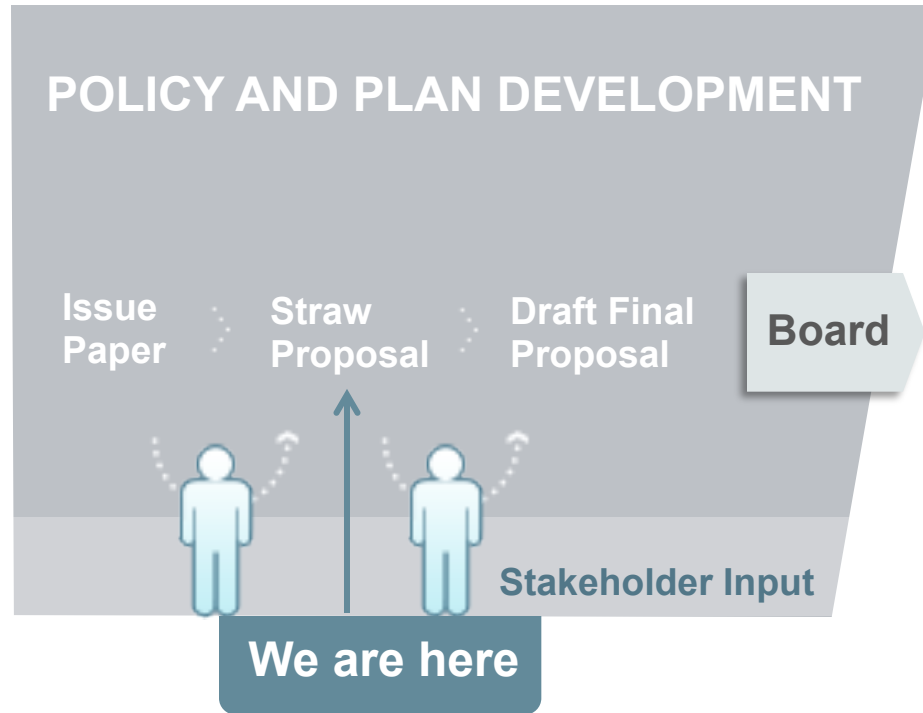 POLICY AND PLAN DEVELOPMENT
Issue
Paper
Straw
Proposal
Draft Final
Proposal
Board
Stakeholder Input
We are here